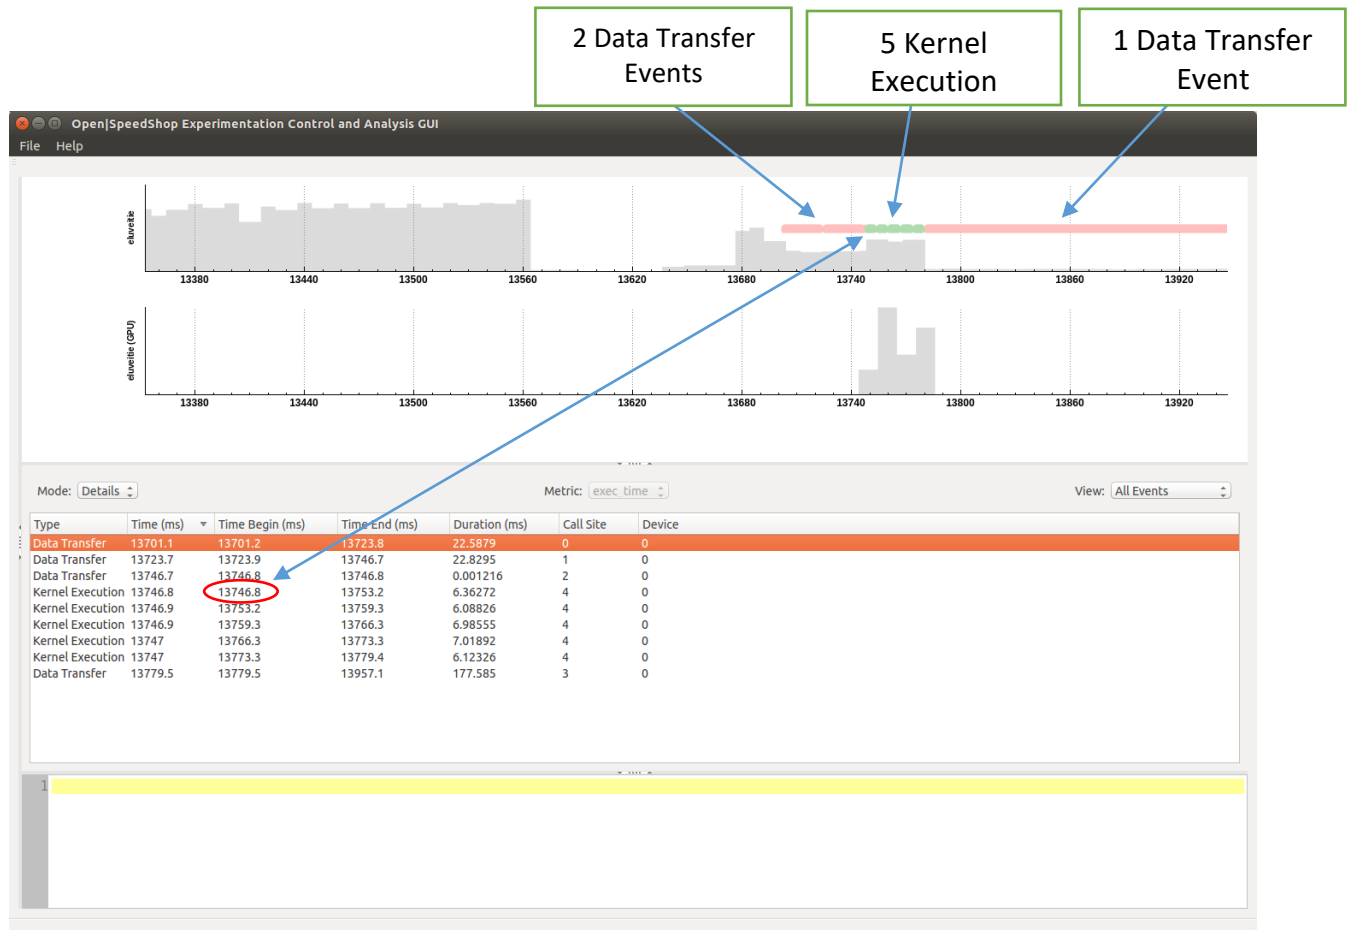 2 Data Transfer
Events
5 Kernel
Execution
1 Data Transfer
Event
Open|SpeedShop Experimentation Control and Analysis GUI
File Help
eluveitie
13380 13440 13500 13560 13620 13680 13740 13800 13860 13920
eluveitie (GPU)
13380 13440 13500 13560 13620 13680 13740 13800 13860 13920
Mode: Details Metric: exec_time View: All Events
Type Time (ms) Time Begin (ms) Time End (ms) Duration (ms) Call Site Device
Data Transfer 13701.1 13701.2 13723.8 22.5879 0 0
Data Transfer 13723.7 13723.9 13746.7 22.8295 1 0
Data Transfer 13746.7 13746.8 13746.8 0.001216 2 0
Kernel Execution 13746.8 13746.8 13753.2 6.36272 4 0
Kernel Execution 13746.9 13753.2 13759.3 6.08826 4 0
Kernel Execution 13746.9 13759.3 13766.3 6.98555 4 0
Kernel Execution 13747 13766.3 13773.3 7.01892 4 0
Kernel Execution 13747 13773.3 13779.4 6.12326 4 0
Data Transfer 13779.5 13779.5 13957.1 177.585 3 0
1